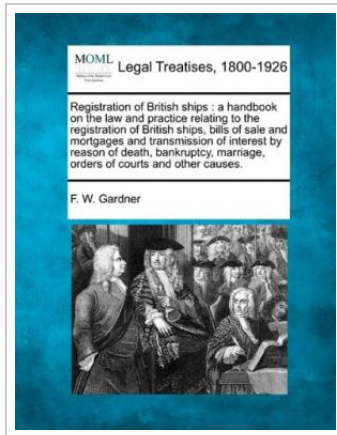 MOML
Legal Treatises, 1800-1926
Registration of British ships : a handbook
on the law and practice relating to the
registration of British ships, bills of sale and
mortgages and transmission of interest by
reason of death, bankruptcy, marriage,
orders of courts and other causes.
F. W. Gardner